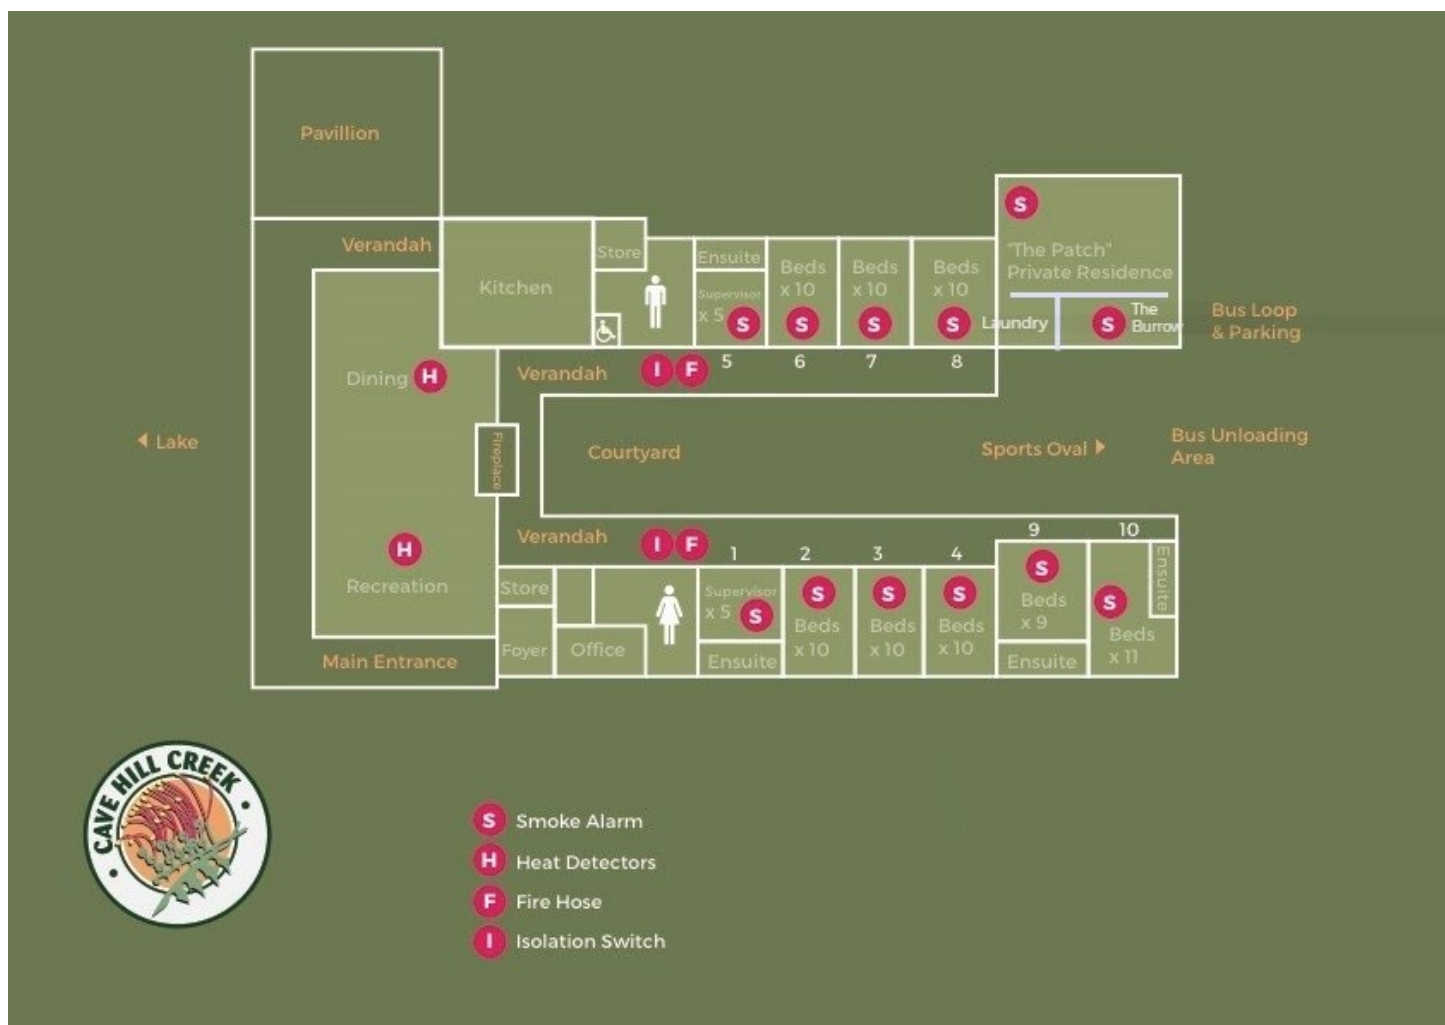 Pavillion
Verandah
Kitchen
Store
Ensuite
Supervisor
x 5
S
Beds
x 10
S
Beds
x 10
S
Beds
x 10
S
S
"The Patch"
Private Residence
Laundry
S
The
Burrow
Bus Loop
& Parking
Verandah
I
F
5
6
7
8
Dining
H
Lake
Fireplace
Courtyard
Sports Oval
Bus Unloading
Area
H
Recreation
Verandah
I
F
1
2
3
4
9
10
Store
Foyer
Office
Supervisor
x 5
S
Ensuite
S
Beds
x 10
S
Beds
x 10
S
Beds
x 10
S
Beds
x 9
Ensuite
S
Beds
x 11
Ensuite
Main Entrance
CAVE HILL CREEK
S Smoke Alarm
H Heat Detectors
F Fire Hose
I Isolation Switch